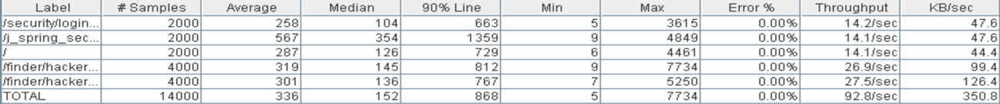 Label # Samples Average Median 90% Line Min Max Error % Throughput KB/sec
/security/login... 2000 258 104 663 5 3615 0.00% 14.2/sec 47.6
/j_spring_sec... 2000 567 354 1359 9 4849 0.00% 14.1/sec 47.6
/ 2000 287 126 729 6 4461 0.00% 14.1/sec 44.4
/finder/hacker... 4000 319 145 812 9 7734 0.00% 26.9/sec 99.4
/finder/hacker... 4000 301 136 767 7 5250 0.00% 27.5/sec 126.4
TOTAL 14000 336 152 868 5 7734 0.00% 92.8/sec 350.8